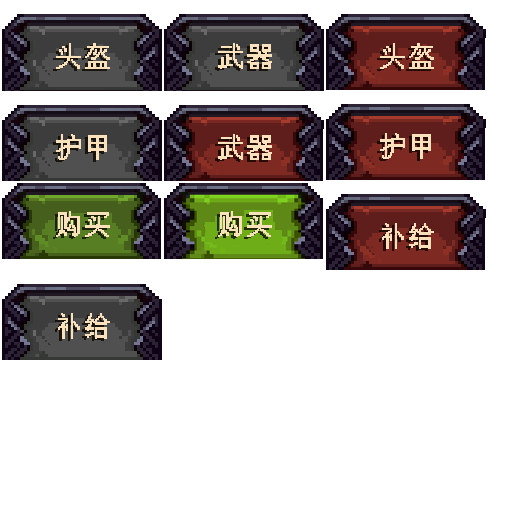 头盔 武器 头盔
护甲 武器 护甲
购买 购买 补给
补给